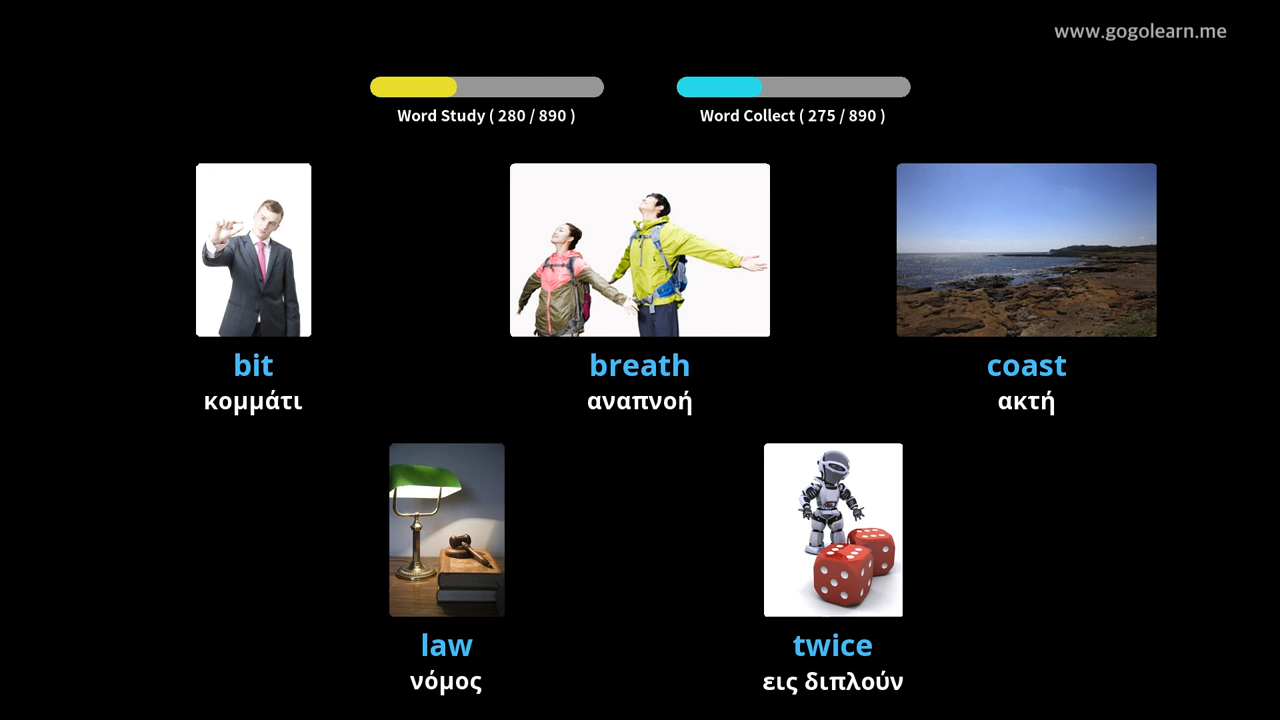 www.gogolearn.me
Word Study ( 280 / 890 )
Word Collect ( 275 / 890 )
bit
κομμάτι
breath
αναπνοή
coast
ακτή
law
νόμος
twice
εις διπλούν